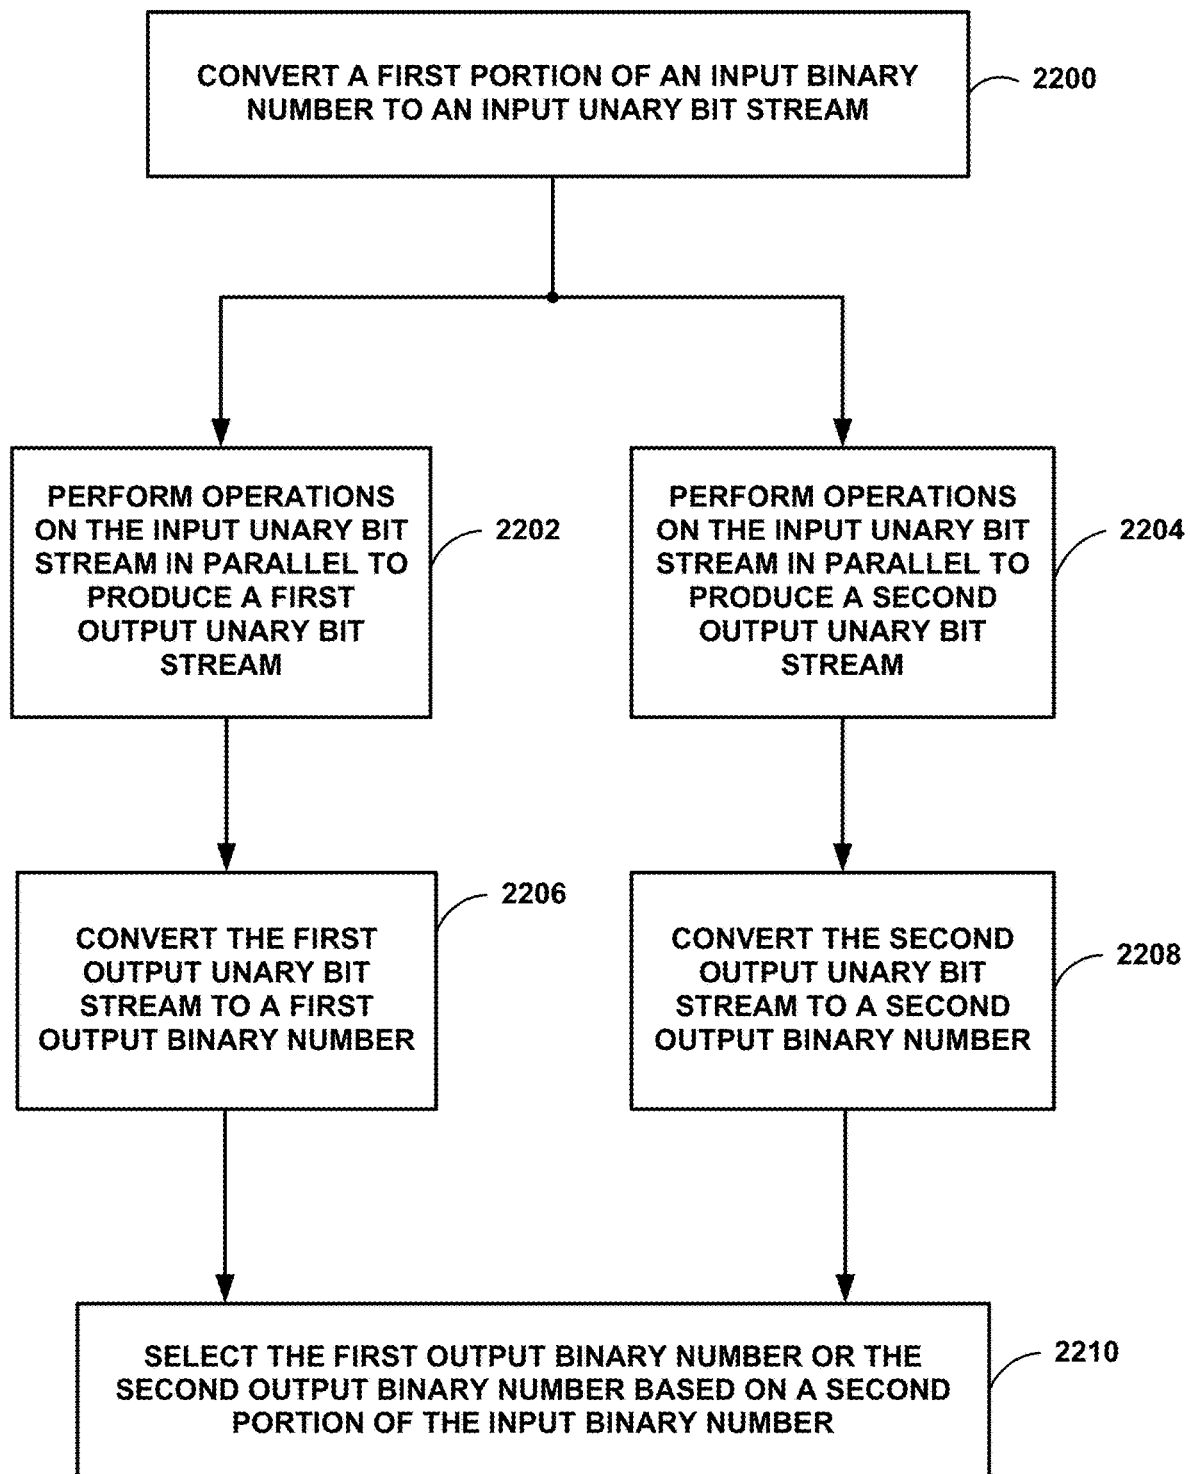 CONVERT A FIRST PORTION OF AN INPUT BINARY
NUMBER TO AN INPUT UNARY BIT STREAM
2200
PERFORM OPERATIONS
ON THE INPUT UNARY BIT
STREAM IN PARALLEL TO
PRODUCE A FIRST
OUTPUT UNARY BIT
STREAM
2202
PERFORM OPERATIONS
ON THE INPUT UNARY BIT
STREAM IN PARALLEL TO
PRODUCE A SECOND
OUTPUT UNARY BIT
STREAM
2204
CONVERT THE FIRST
OUTPUT UNARY BIT
STREAM TO A FIRST
OUTPUT BINARY NUMBER
2206
CONVERT THE SECOND
OUTPUT UNARY BIT
STREAM TO A SECOND
OUTPUT BINARY NUMBER
2208
SELECT THE FIRST OUTPUT BINARY NUMBER OR THE
SECOND OUTPUT BINARY NUMBER BASED ON A SECOND
PORTION OF THE INPUT BINARY NUMBER
2210